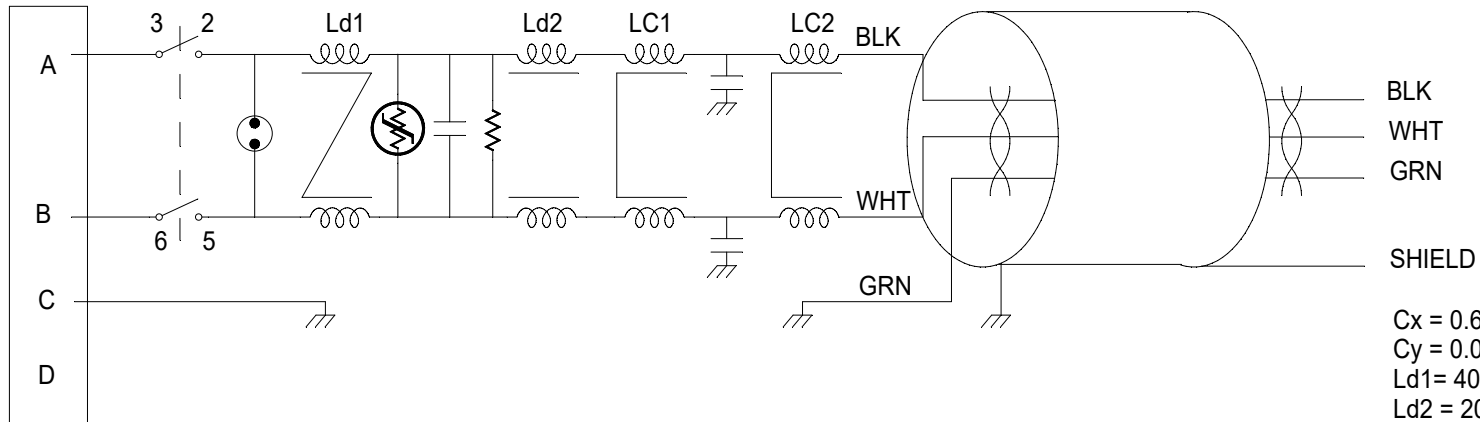 3 2 Ld1 Ld2 LC1 LC2
BLK
A
BLK
WHT
GRN
B
WHT
6 5
SHIELD
C
GRN
Cx = 0.6
Cy = 0.0
Ld1= 40
Ld2 = 20
D